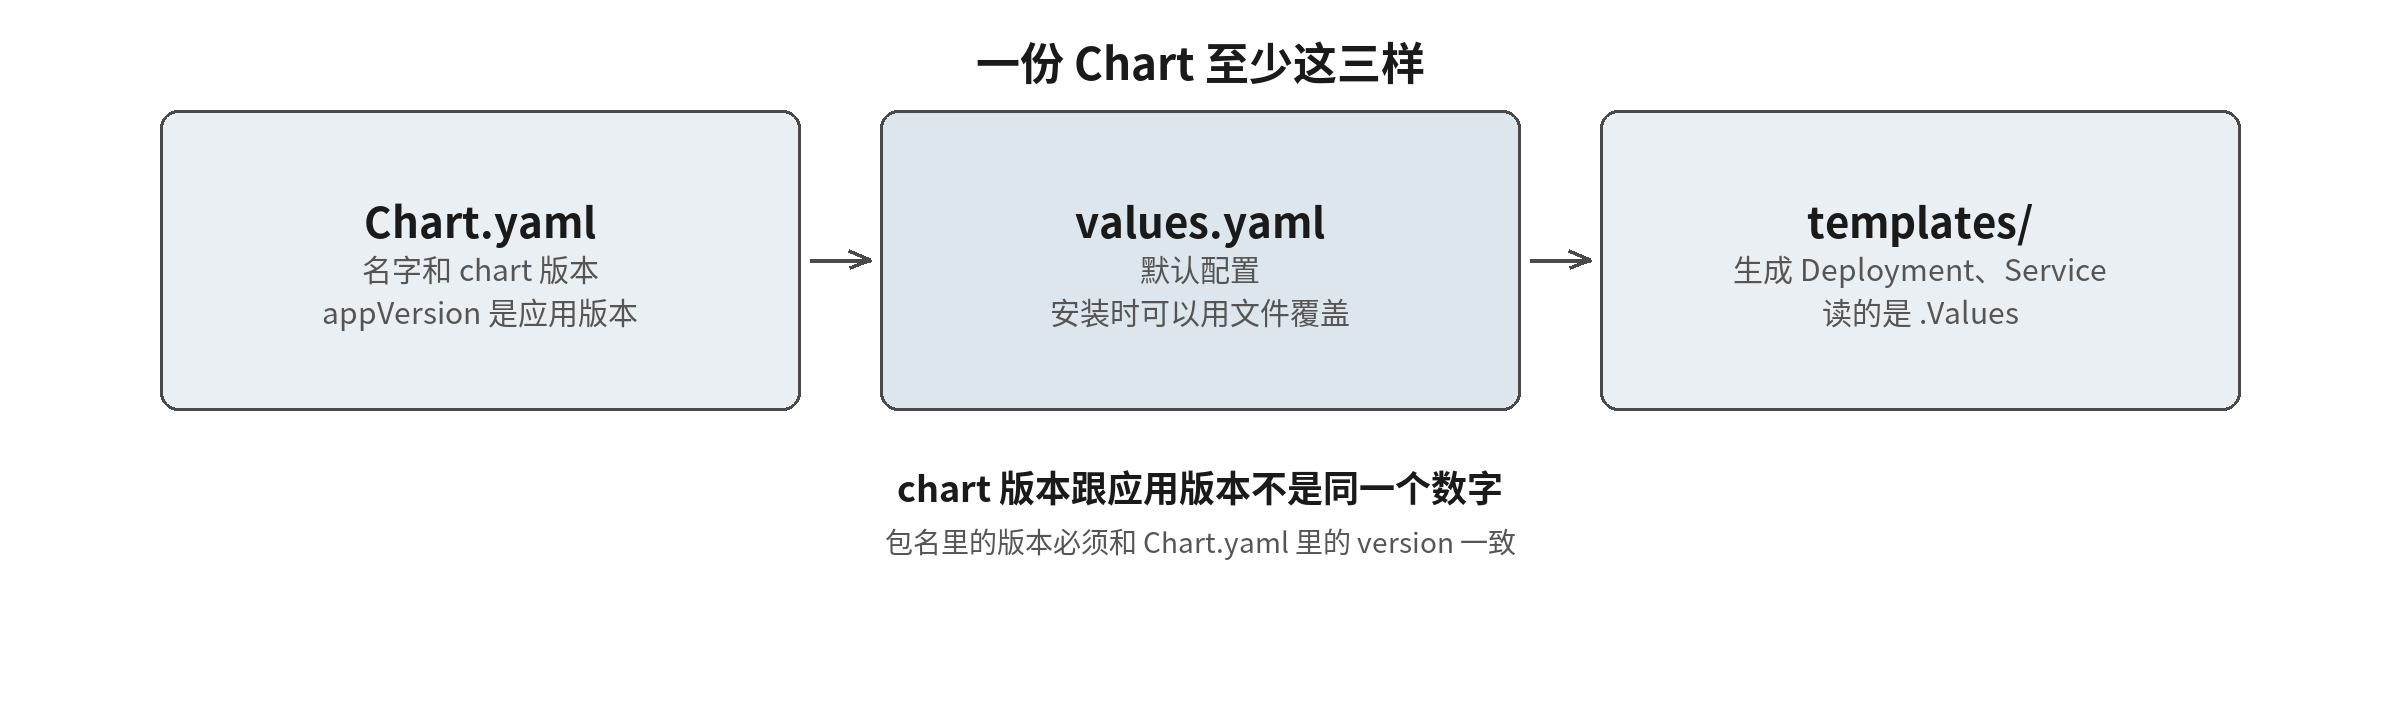 一份 Chart 至少这三样
Chart.yaml
名字和 chart 版本
appVersion 是应用版本
values.yaml
默认配置
安装时可以用文件覆盖
templates/
生成 Deployment、Service
读的是 .Values
chart 版本跟应用版本不是同一个数字
包名里的版本必须和 Chart.yaml 里的 version 一致